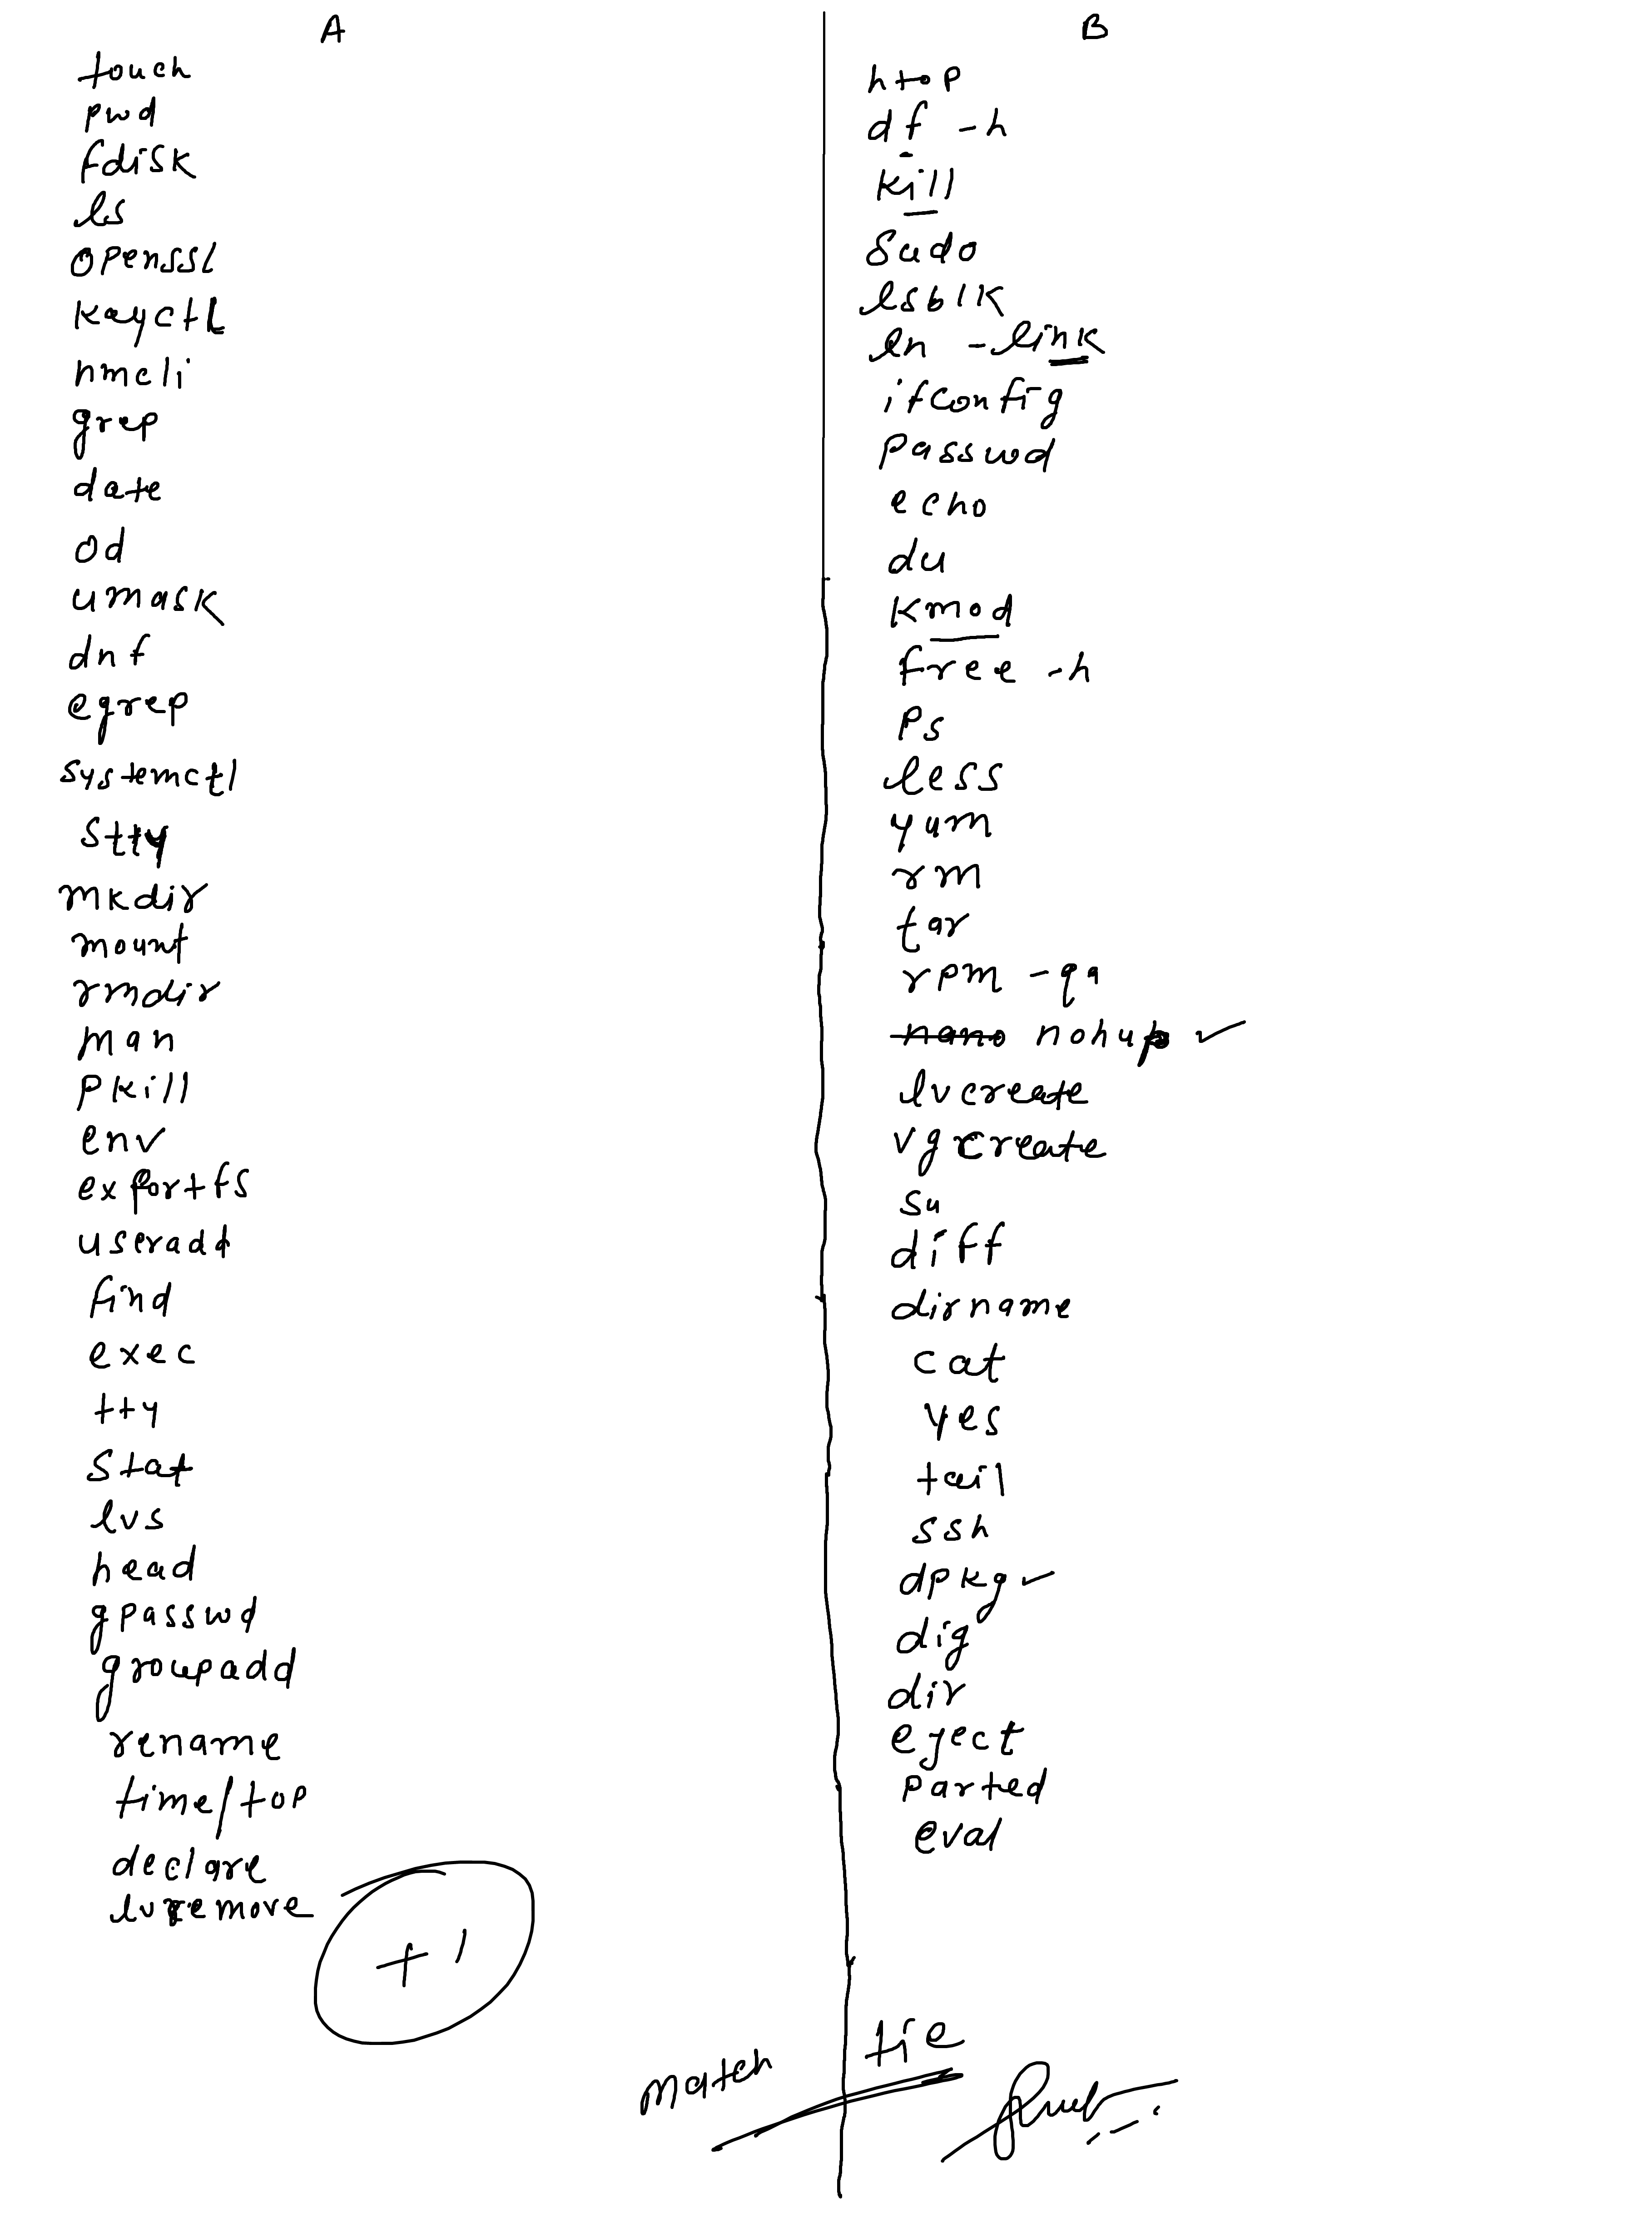 A
touch
pwd
fdisk
ls
openssl
kayctl
nmcli
grep
date
od
umask
dnf
egrep
systemctl
stty
mkdir
mount
rmdir
man
pkill
env
exportfs
useradd
find
exec
tty
stat
lvs
head
gpasswd
groupadd
rename
time/top
declare
lvremove
+1
B
htop
df -h
kill
sudo
lsblk
ln -link
ifconfig
passwd
echo
du
kmod
free -h
ps
less
yum
rm
tar
rpm -qa
nano nohup ✓
lvcreate
vgcreate
su
diff
dirname
cat
yes
tail
ssh
dpkg ✓
dig
dir
eject
parted
eval
match tie